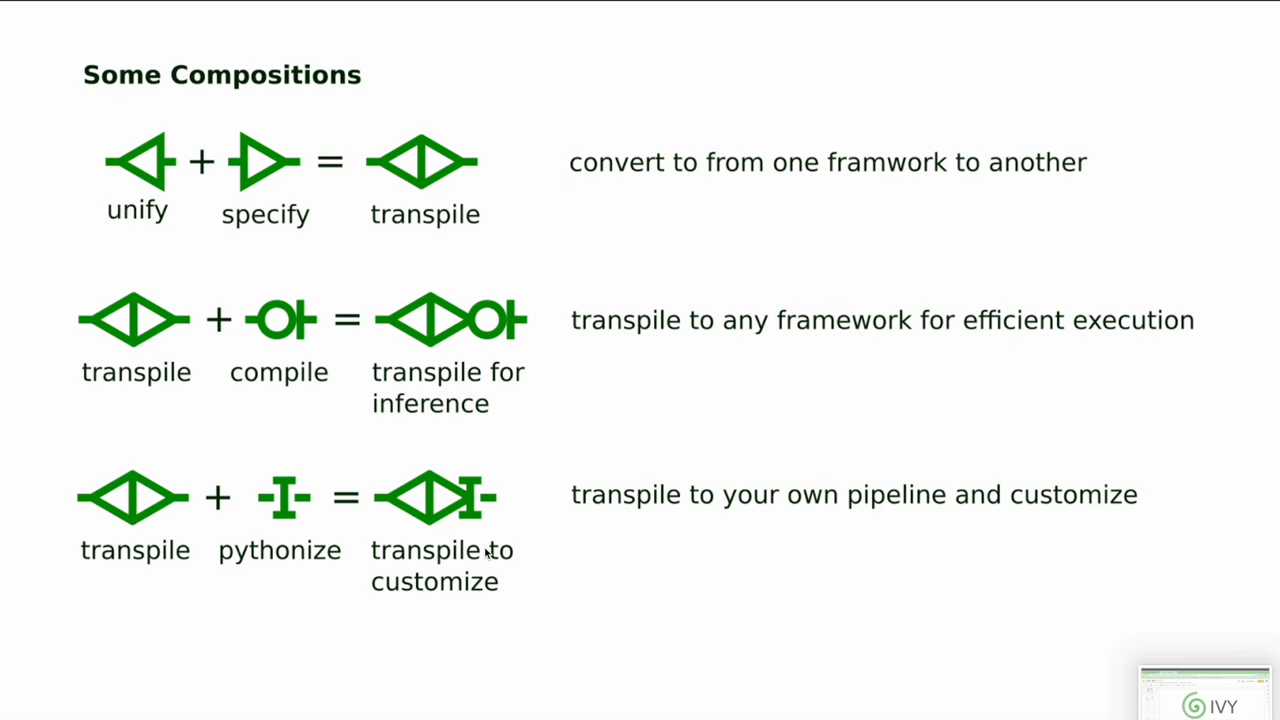 Some Compositions
+ = convert to from one framwork to another
unify specify transpile
+ = transpile to any framework for efficient execution
transpile compile transpile for
inference
+ = transpile to your own pipeline and customize
transpile pythonize transpile to
customize
IVY